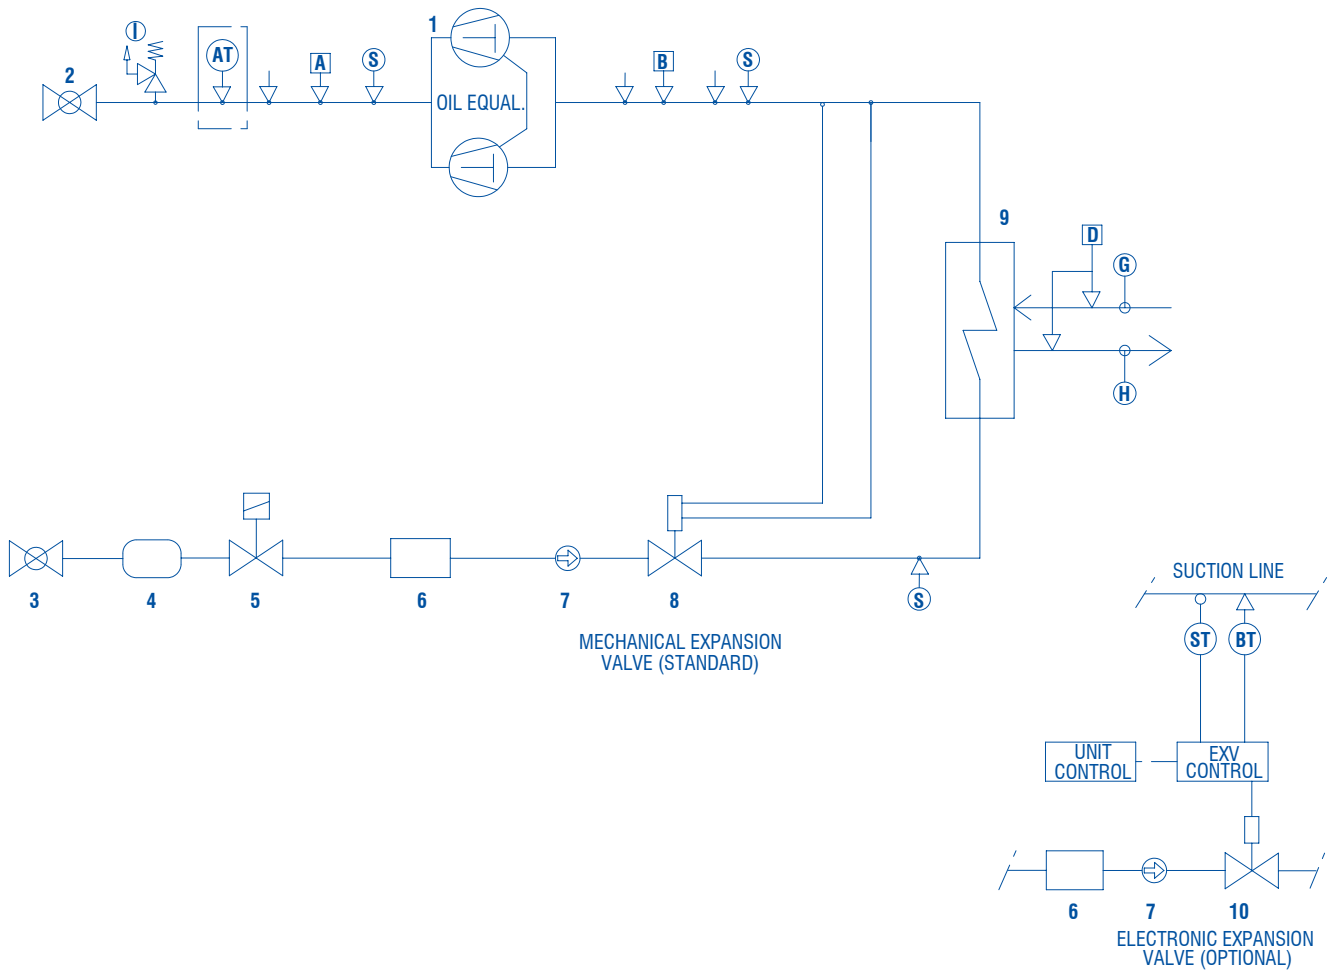 1
I
2
AT
A
S
OIL EQUAL.
B
S
9
D
G
H
3
4
5
6
7
8
S
MECHANICAL EXPANSION
VALVE (STANDARD)
SUCTION LINE
ST
BT
UNIT
CONTROL
EXV
CONTROL
6
7
10
ELECTRONIC EXPANSION
VALVE (OPTIONAL)